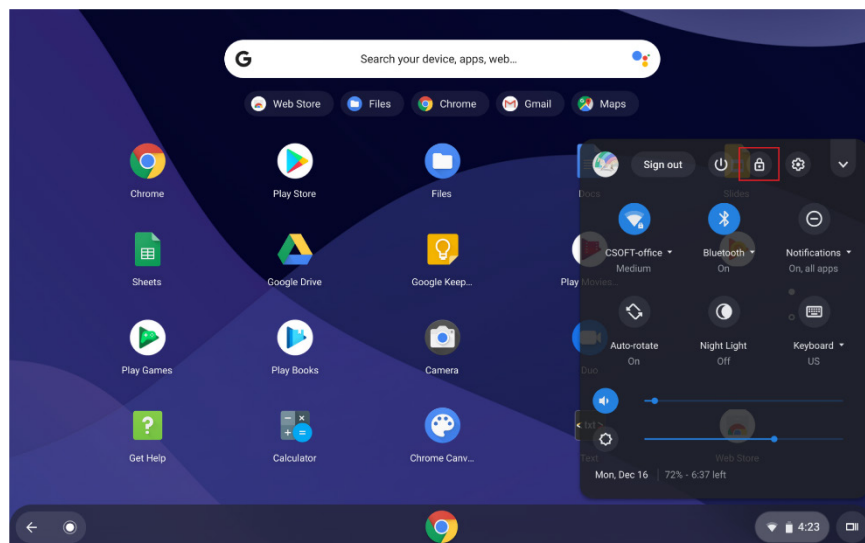 G Search your device, apps, web...
Web Store Files Chrome Gmail Maps
Sign out
Chrome Play Store Files Docs Slides
CSOFT-office Bluetooth Notifications
Medium On On, all apps
Sheets Google Drive Google Keep... Play Movies...
Auto-rotate Night Light Keyboard
On Off US
Play Games Play Books Camera Duo
<txt>
Get Help Calculator Chrome Canv... Text Web Store
Mon, Dec 16 72% - 6:37 left
4:23